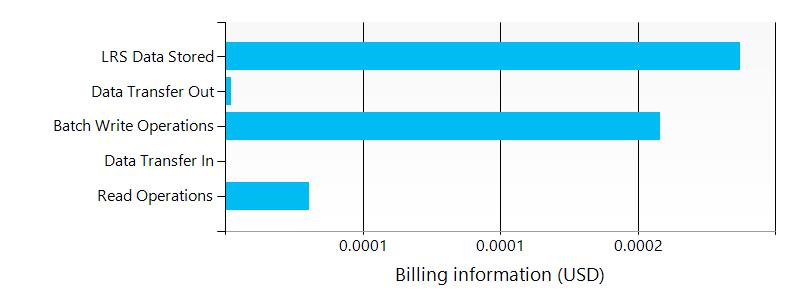 LRS Data Stored
Data Transfer Out
Batch Write Operations
Data Transfer In
Read Operations
0.0001 0.0001 0.0002
Billing information (USD)